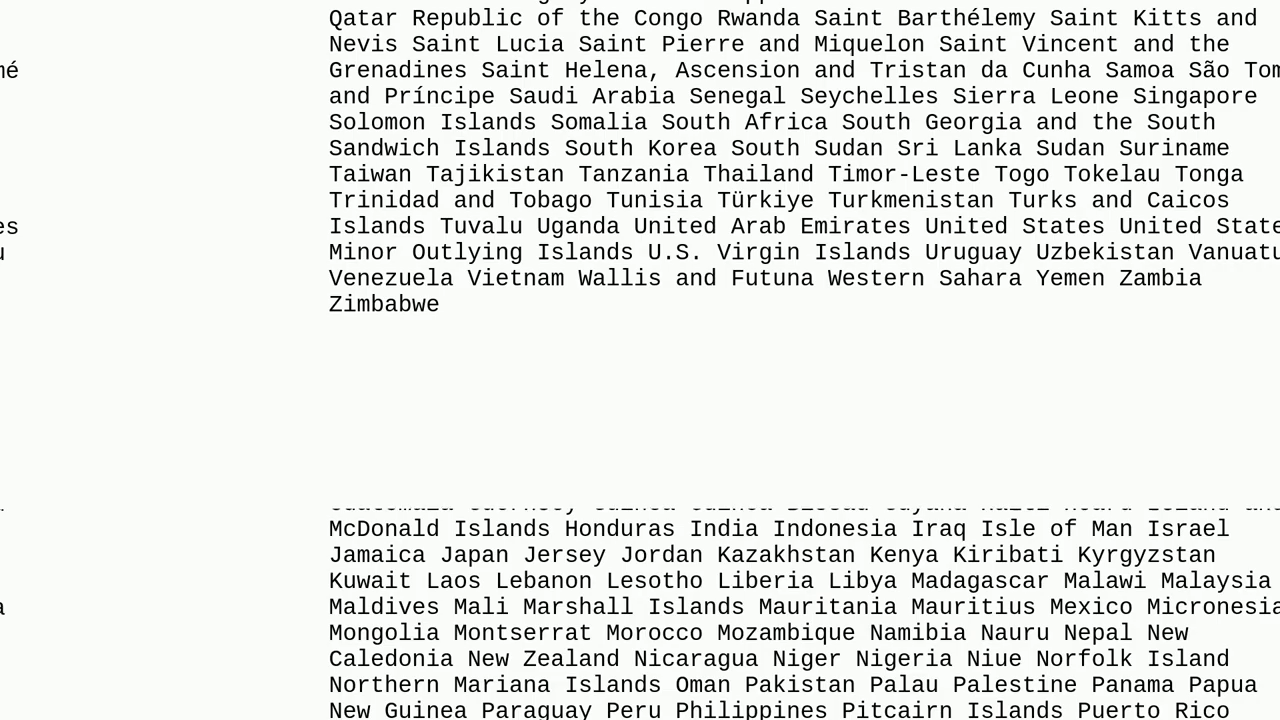 Qatar Republic of the Congo Rwanda Saint Barthélemy Saint Kitts and
Nevis Saint Lucia Saint Pierre and Miquelon Saint Vincent and the
mé Grenadines Saint Helena, Ascension and Tristan da Cunha Samoa São Tom
and Príncipe Saudi Arabia Senegal Seychelles Sierra Leone Singapore
Solomon Islands Somalia South Africa South Georgia and the South
Sandwich Islands South Korea South Sudan Sri Lanka Sudan Suriname
Taiwan Tajikistan Tanzania Thailand Timor-Leste Togo Tokelau Tonga
Trinidad and Tobago Tunisia Türkiye Turkmenistan Turks and Caicos
es Islands Tuvalu Uganda United Arab Emirates United States United State
u Minor Outlying Islands U.S. Virgin Islands Uruguay Uzbekistan Vanuatu
Venezuela Vietnam Wallis and Futuna Western Sahara Yemen Zambia
Zimbabwe
McDonald Islands Honduras India Indonesia Iraq Isle of Man Israel
Jamaica Japan Jersey Jordan Kazakhstan Kenya Kiribati Kyrgyzstan
Kuwait Laos Lebanon Lesotho Liberia Libya Madagascar Malawi Malaysia
a Maldives Mali Marshall Islands Mauritania Mauritius Mexico Micronesia
Mongolia Montserrat Morocco Mozambique Namibia Nauru Nepal New
Caledonia New Zealand Nicaragua Niger Nigeria Niue Norfolk Island
Northern Mariana Islands Oman Pakistan Palau Palestine Panama Papua
New Guinea Paraguay Peru Philippines Pitcairn Islands Puerto Rico